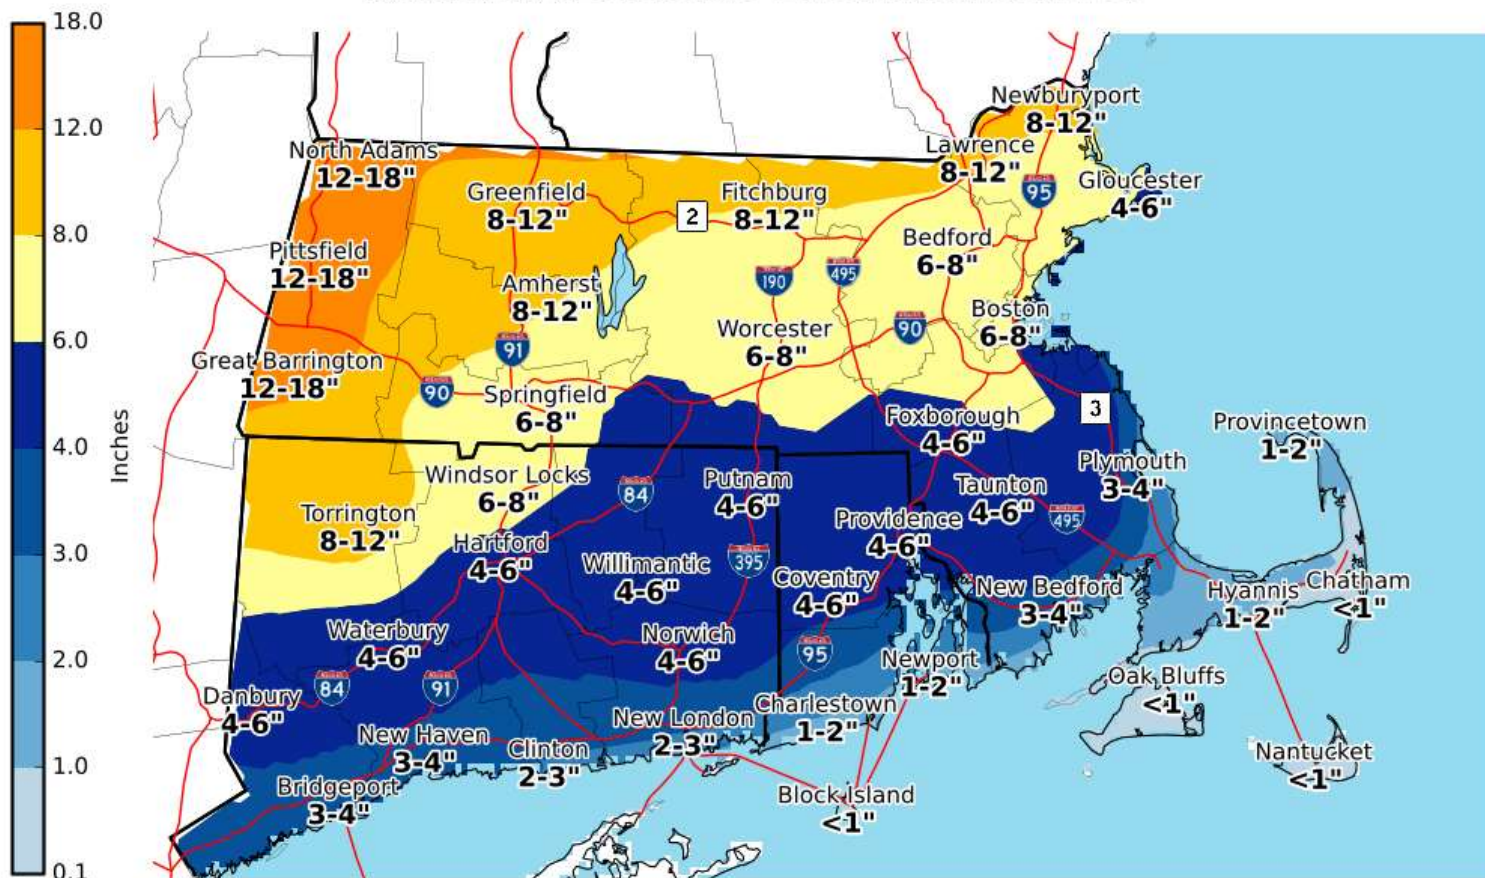 18.0
12.0
8.0
6.0
4.0
3.0
2.0
1.0
0.1
Inches
Newburyport
8-12"
North Adams
12-18"
Lawrence
8-12"
95
Gloucester
4-6"
Greenfield
8-12"
2
Fitchburg
8-12"
Pittsfield
12-18"
Bedford
6-8"
190
495
Amherst
8-12"
Boston
6-8"
Worcester
6-8"
90
91
Great Barrington
12-18"
90
Springfield
6-8"
3
Foxborough
4-6"
Provincetown
1-2"
Windsor Locks
6-8"
84
Putnam
4-6"
Taunton
4-6"
Plymouth
3-4"
495
Torrington
8-12"
Providence
4-6"
Hartford
4-6"
Willimantic
4-6"
395
Coventry
4-6"
New Bedford
3-4"
Hyannis
1-2"
Chatham
<1"
Waterbury
4-6"
Norwich
4-6"
95
Newport
1-2"
Oak Bluffs
<1"
84
91
Danbury
4-6"
Charlestown
1-2"
New London
2-3"
New Haven
3-4"
Clinton
2-3"
Nantucket
<1"
Bridgeport
3-4"
Block Island
<1"